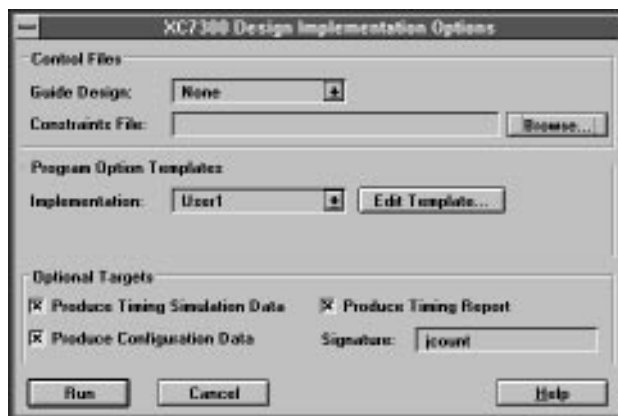 XC7300 Design Implementation Options
Control Files
Guide Design: None
Constraints File: Browse...
Program Option Templates
Implementation: User1 Edit Template...
Optional Targets
Produce Timing Simulation Data Produce Timing Report
Produce Configuration Data Signature: jcount
Run Cancel Help